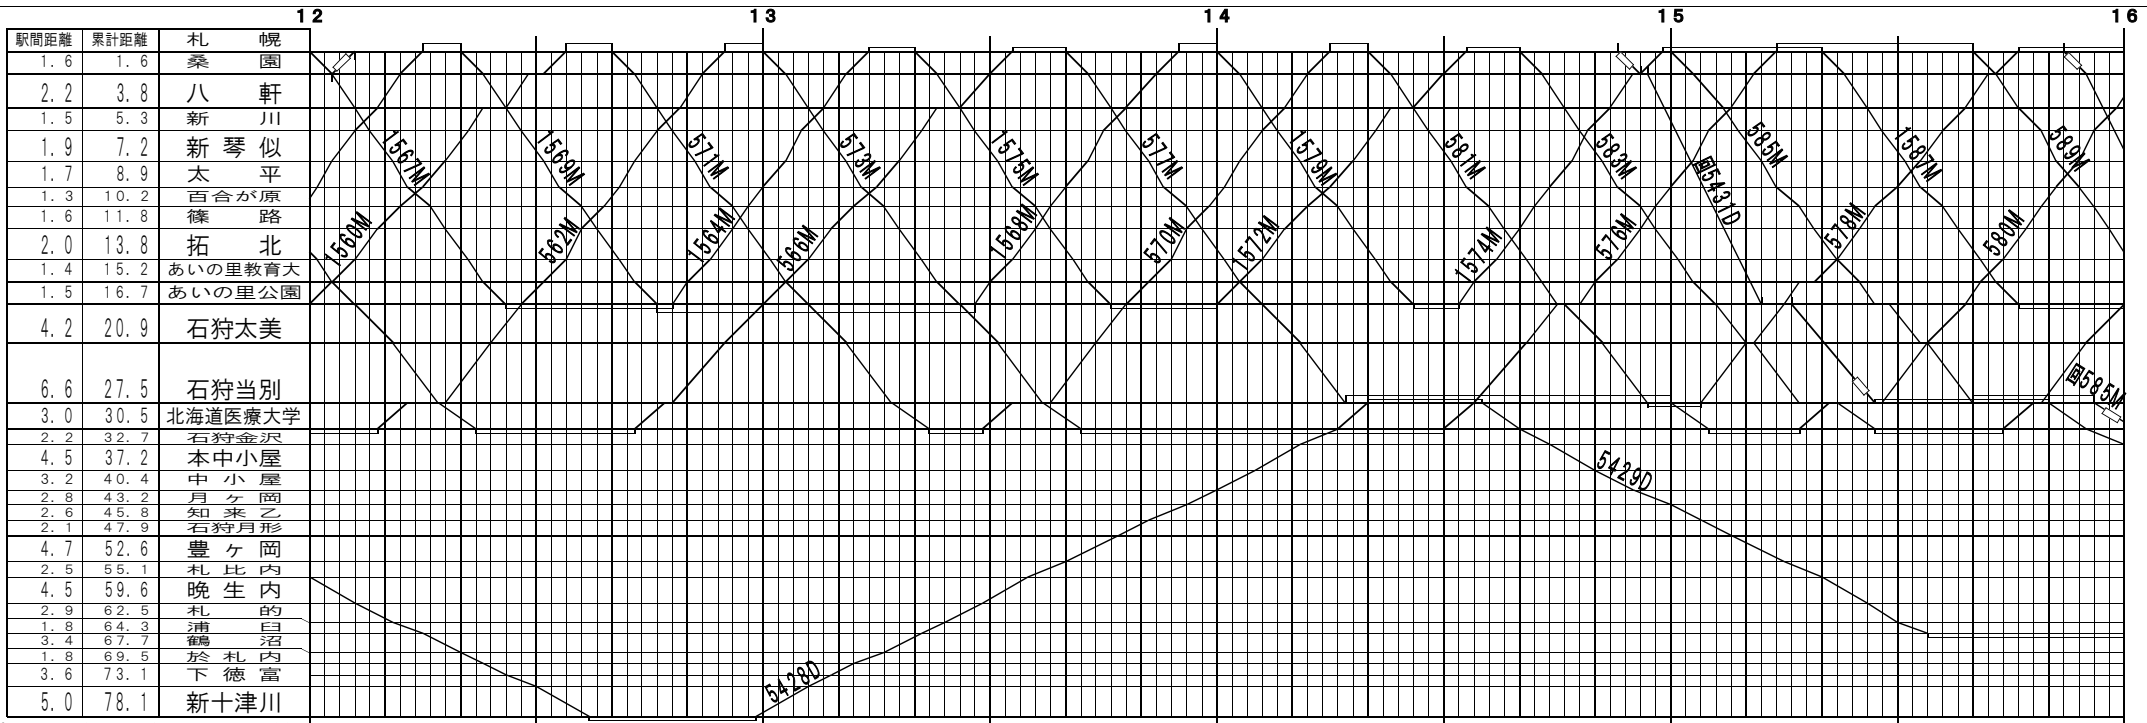 12 13 14 15 16
駅間距離 累計距離 札幌
1.6 1.6 桑園
2.2 3.8 八軒
1.5 5.3 新川
1.9 7.2 新琴似
1.7 8.9 太平
1.3 10.2 百合が原
1.6 11.8 篠路
2.0 13.8 拓北
1.4 15.2 あいの里教育大
1.5 16.7 あいの里公園
4.2 20.9 石狩太美
6.6 27.5 石狩当別
3.0 30.5 北海道医療大学
2.2 32.7 石狩金沢
4.5 37.2 本中小屋
3.2 40.4 中小屋
2.8 43.2 月ヶ岡
2.6 45.8 知来乙
2.1 47.9 石狩月形
4.7 52.6 豊ヶ岡
2.5 55.1 札比内
4.5 59.6 晩生内
2.9 62.5 札的
1.8 64.3 浦臼
3.4 67.7 鶴沼
1.8 69.5 於札内
3.6 73.1 下徳富
5.0 78.1 新十津川
1567M
1569M
571M
573M
1575M
577M
1579M
581M
583M
回5431D
585M
1587M
589M
1560M
562M
1564M
566M
1568M
570M
1572M
1574M
576M
1578M
580M
回585M
5429D
5428D